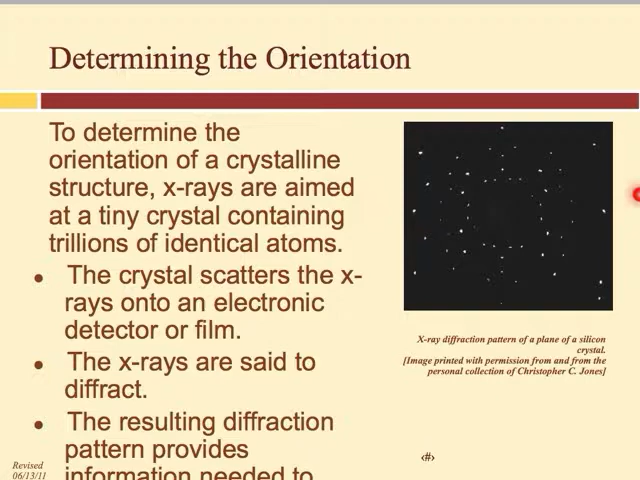 Determining the Orientation
To determine the
orientation of a crystalline
structure, x-rays are aimed
at a tiny crystal containing
trillions of identical atoms.
The crystal scatters the x-
rays onto an electronic
detector or film.
The x-rays are said to
diffract.
The resulting diffraction
pattern provides
information needed to
X-ray diffraction pattern of a plane of a silicon
crystal.
[Image printed with permission from and from the
personal collection of Christopher C. Jones]
‹#›
Revised
06/13/11